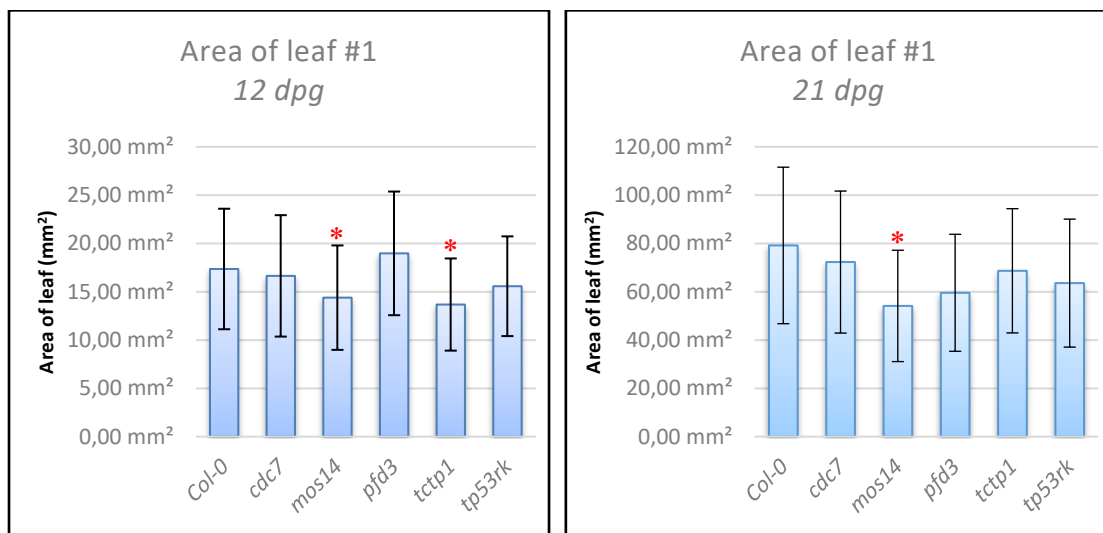 Area of leaf #1
12 dpg
Area of leaf (mm²)
30,00 mm²
25,00 mm²
20,00 mm²
15,00 mm²
10,00 mm²
5,00 mm²
0,00 mm²
*
*
Col-0
cdc7
mos14
pfd3
tctp1
tp53rk
Area of leaf #1
21 dpg
Area of leaf (mm²)
120,00 mm²
100,00 mm²
80,00 mm²
60,00 mm²
40,00 mm²
20,00 mm²
0,00 mm²
*
Col-0
cdc7
mos14
pfd3
tctp1
tp53rk